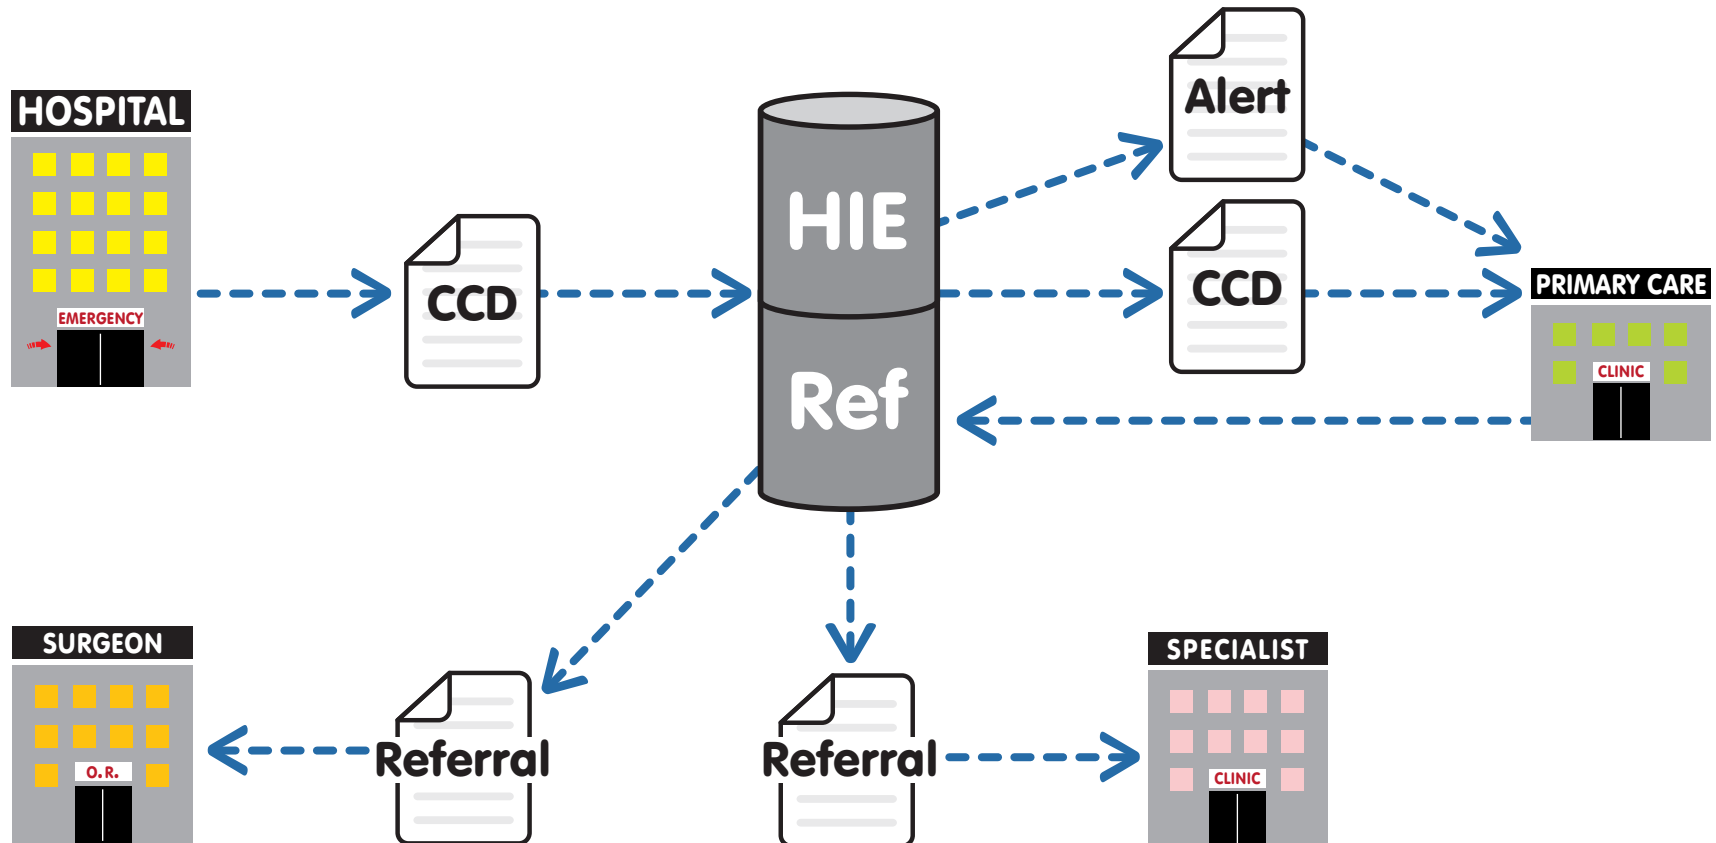 HOSPITAL
EMERGENCY
CCD
HIE
Ref
Alert
CCD
PRIMARY CARE
CLINIC
SURGEON
O.R.
Referral
Referral
SPECIALIST
CLINIC